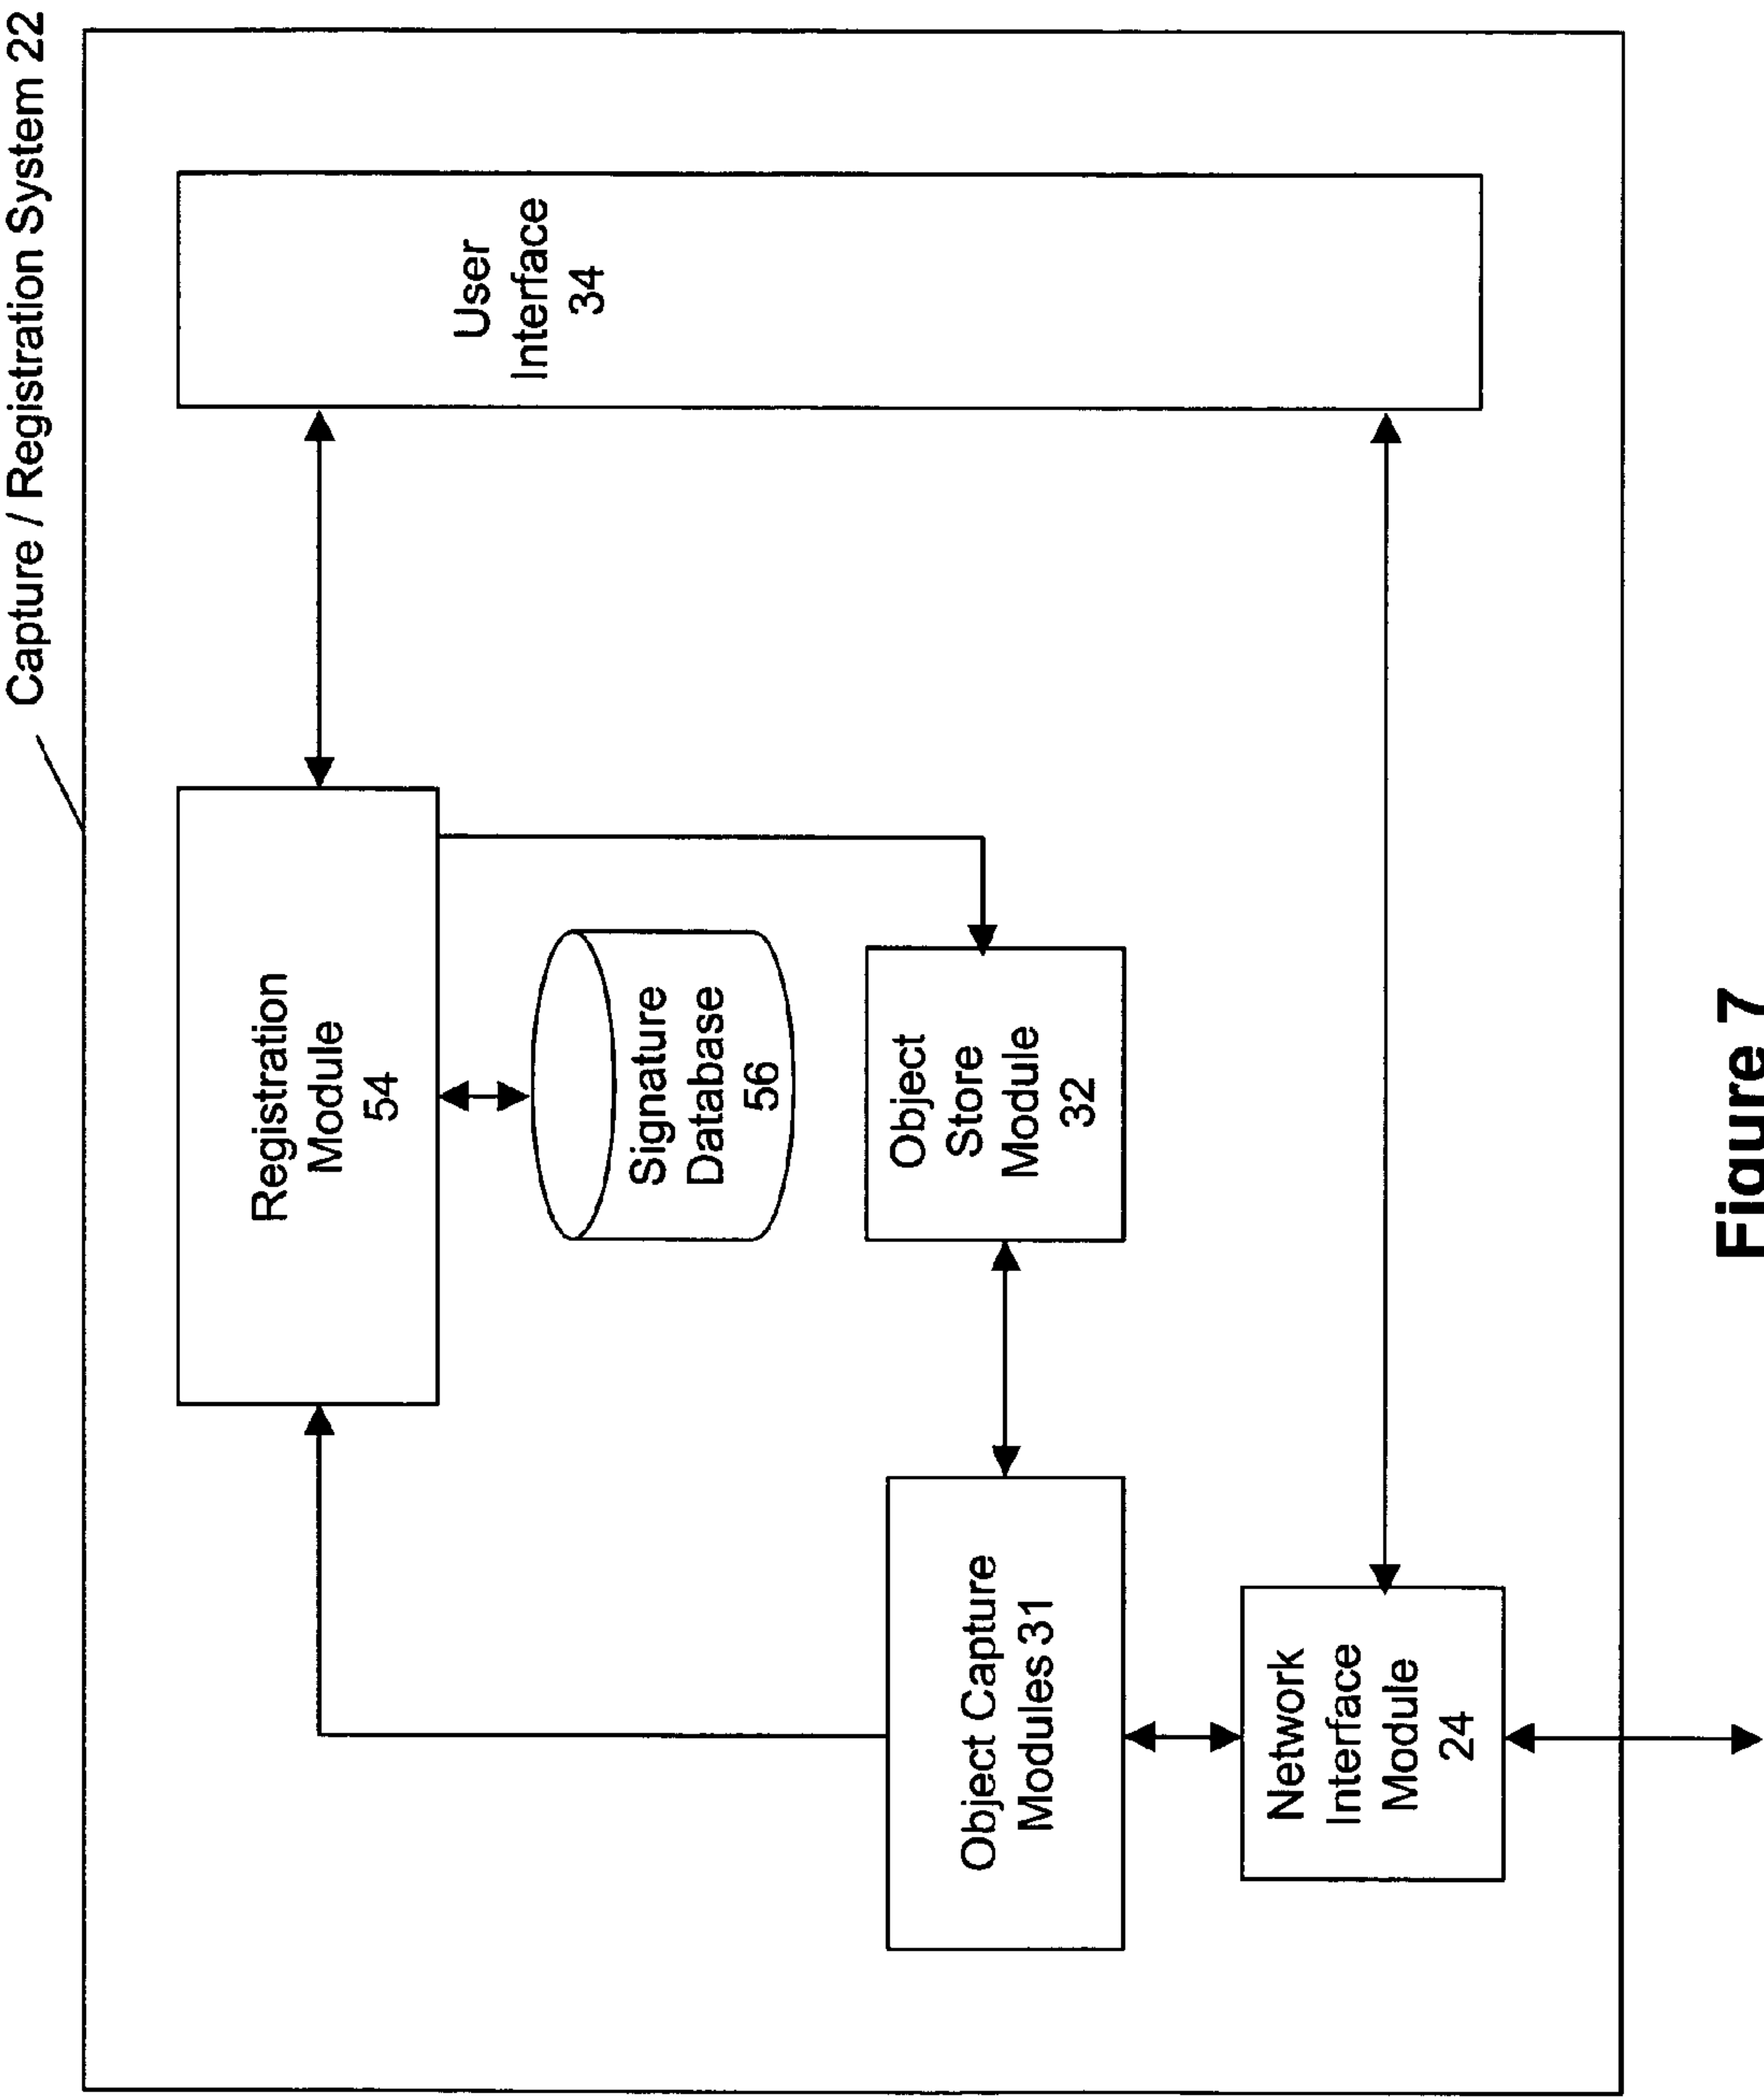 Capture / Registration System 22
Registration
Module
54
User
Interface
34
Signature
Database
56
Object
Store
Module
32
Object Capture
Modules 31
Network
Interface
Module
24
Figure 7